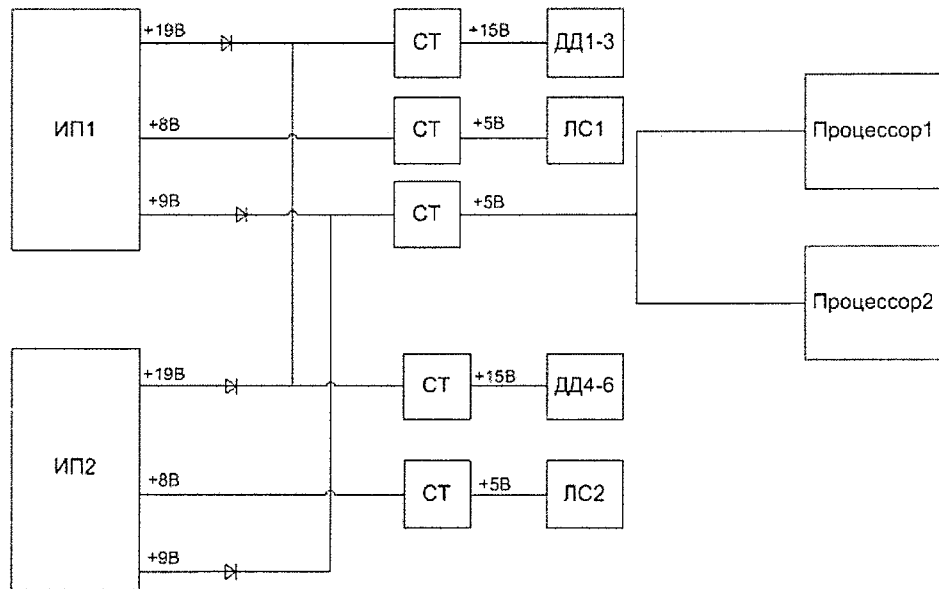 +19В
СТ
+15В
ДД1-3
ИП1
+8В
СТ
+5В
ЛС1
Процессор1
+9В
СТ
+5В
Процессор2
+19В
СТ
+15В
ДД4-6
ИП2
+8В
СТ
+5В
ЛС2
+9В